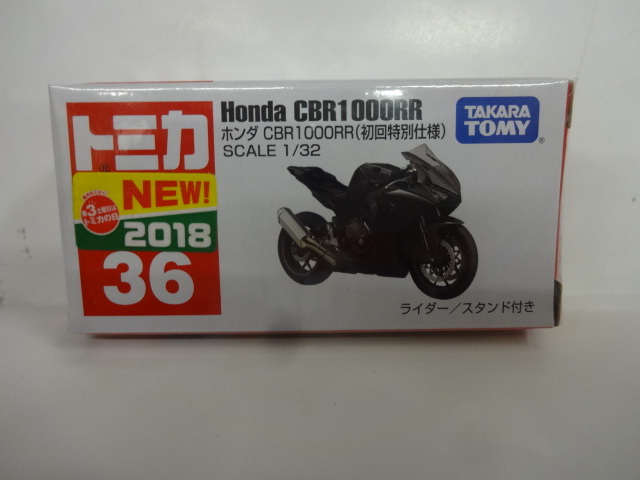 トミカ
NEW!
第3土曜日は
トミカの日
2018
36
Honda CBR1000RR
ホンダ CBR1000RR(初回特別仕様)
SCALE 1/32
TAKARA
TOMY
®
ライダー/スタンド付き